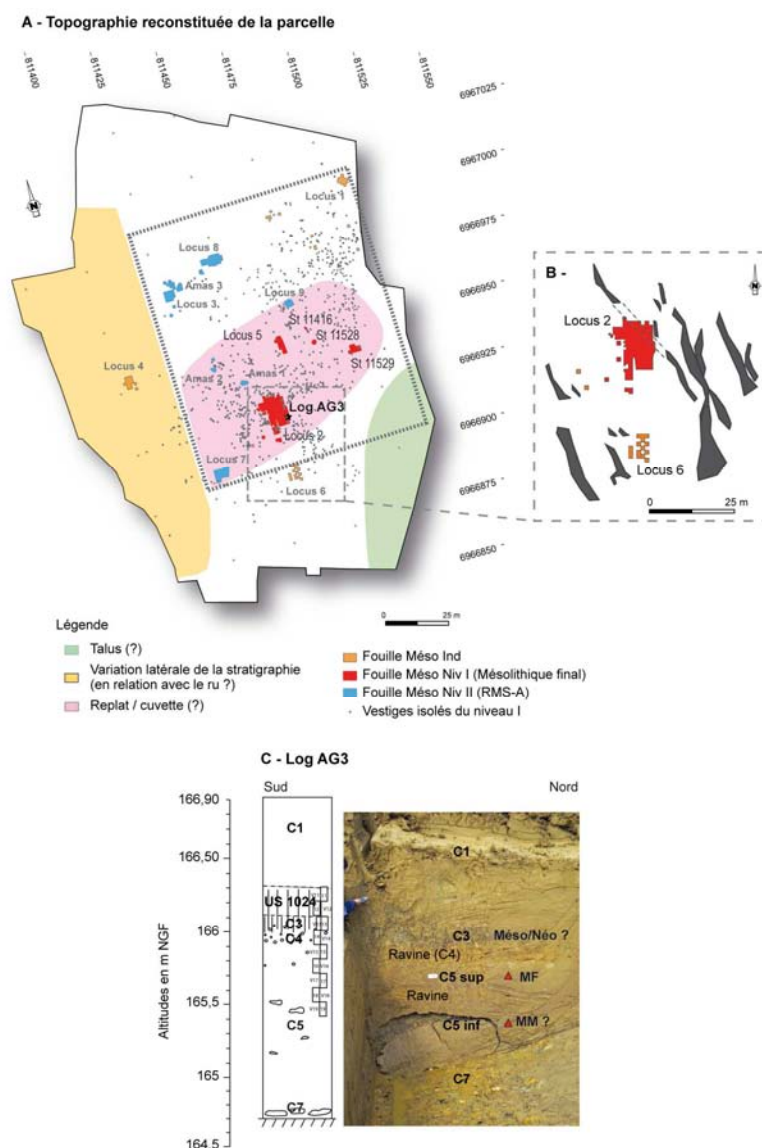 A - Topographie reconstituée de la parcelle
811400
811425
811450
811475
811500
811525
811550
6967025
6967000
6966975
6966950
6966925
6966900
6966875
6966850
N
Locus 1
Locus 8
Amas 3
Locus 3
Locus 9
St 11416
Locus 5
St 11528
St 11529
Locus 4
Amas 2
Amas 1
Log AG3
Locus 2
Locus 7
Locus 6
0 25 m
B -
N
Locus 2
Locus 6
0 25 m
Légende
Talus (?)
Variation latérale de la stratigraphie
(en relation avec le ru ?)
Replat / cuvette (?)
Fouille Méso Ind
Fouille Méso Niv I (Mésolithique final)
Fouille Méso Niv II (RMS-A)
Vestiges isolés du niveau I
C - Log AG3
Sud
Nord
Altitudes en m NGF
166,90
166,50
166
165,5
165
164,5
C1
US 1024
C3
C4
C5
C7
C1
C3 Méso/Néo ?
Ravine (C4)
C5 sup MF
Ravine
C5 inf MM ?
C7